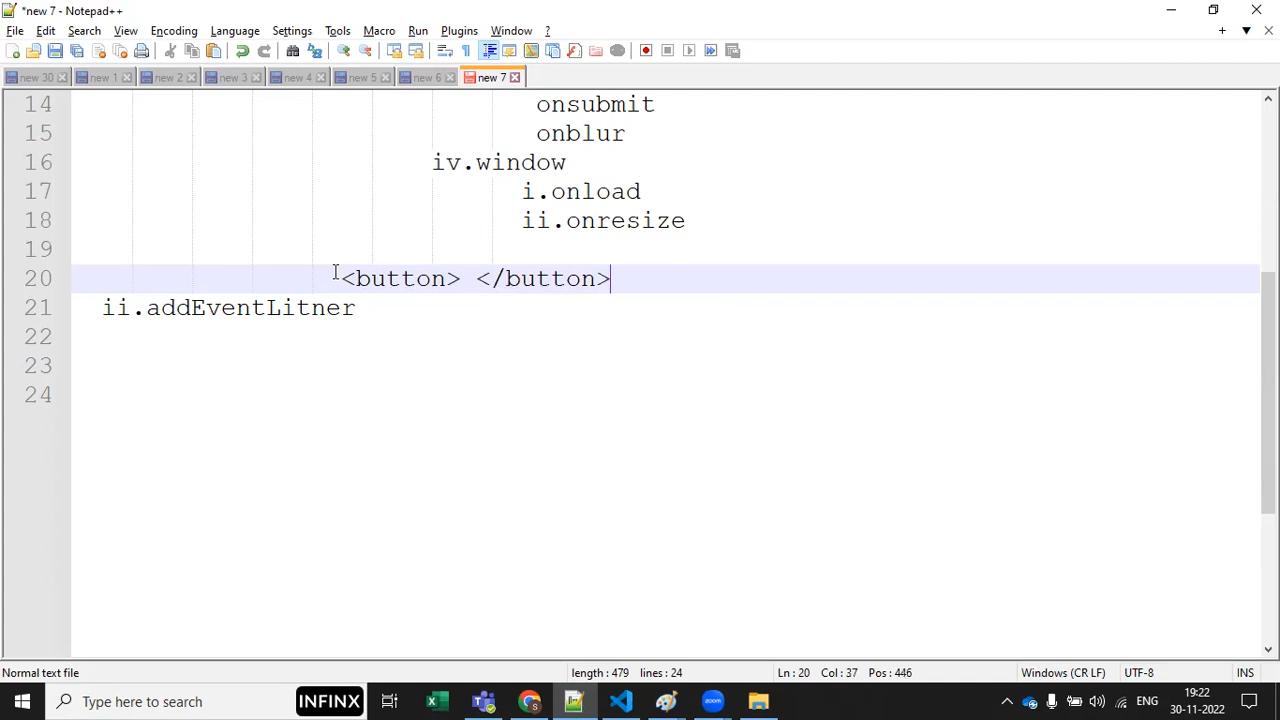 *new 7 - Notepad++
File Edit Search View Encoding Language Settings Tools Macro Run Plugins Window ?
new 30 new 1 new 2 new 3 new 4 new 5 new 6 new 7
14 onsubmit
15 onblur
16 iv.window
17 i.onload
18 ii.onresize
19
20 <button> </button>
21 ii.addEventLitner
22
23
24
Normal text file length : 479 lines : 24 Ln : 20 Col : 37 Pos : 446 Windows (CR LF) UTF-8 INS
Type here to search INFINX zoom ENG 19:22
30-11-2022